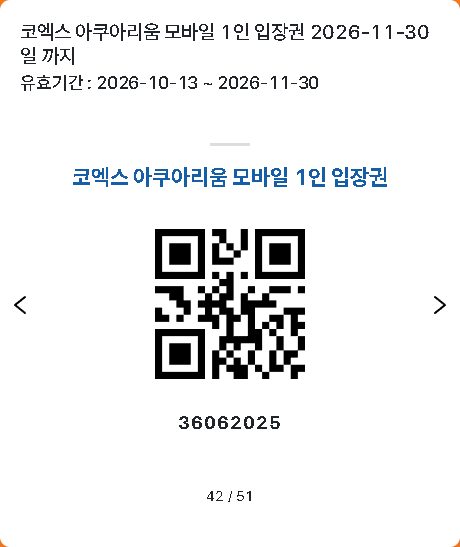 코엑스 아쿠아리움 모바일 1인 입장권 2026-11-30
일 까지
유효기간 : 2026-10-13 ~ 2026-11-30
코엑스 아쿠아리움 모바일 1인 입장권
36062025
42 / 51